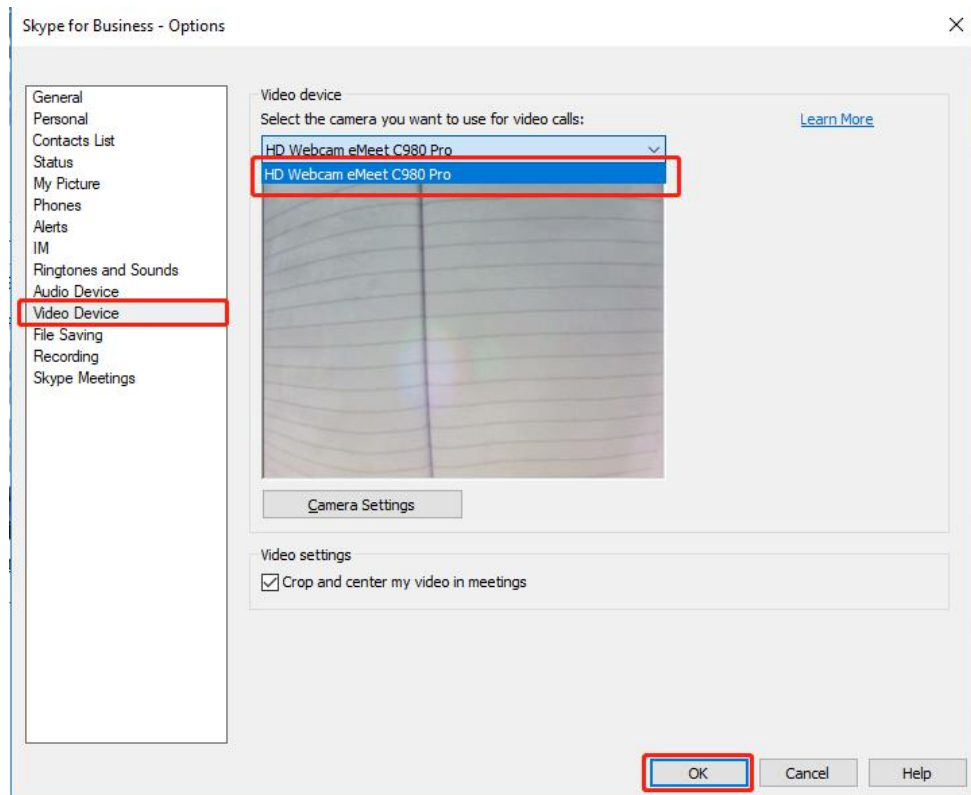 Skype for Business - Options
General
Personal
Contacts List
Status
My Picture
Phones
Alerts
IM
Ringtones and Sounds
Audio Device
Video Device
File Saving
Recording
Skype Meetings
Video device
Select the camera you want to use for video calls:
Learn More
HD Webcam eMeet C980 Pro
HD Webcam eMeet C980 Pro
Camera Settings
Video settings
Crop and center my video in meetings
OK
Cancel
Help